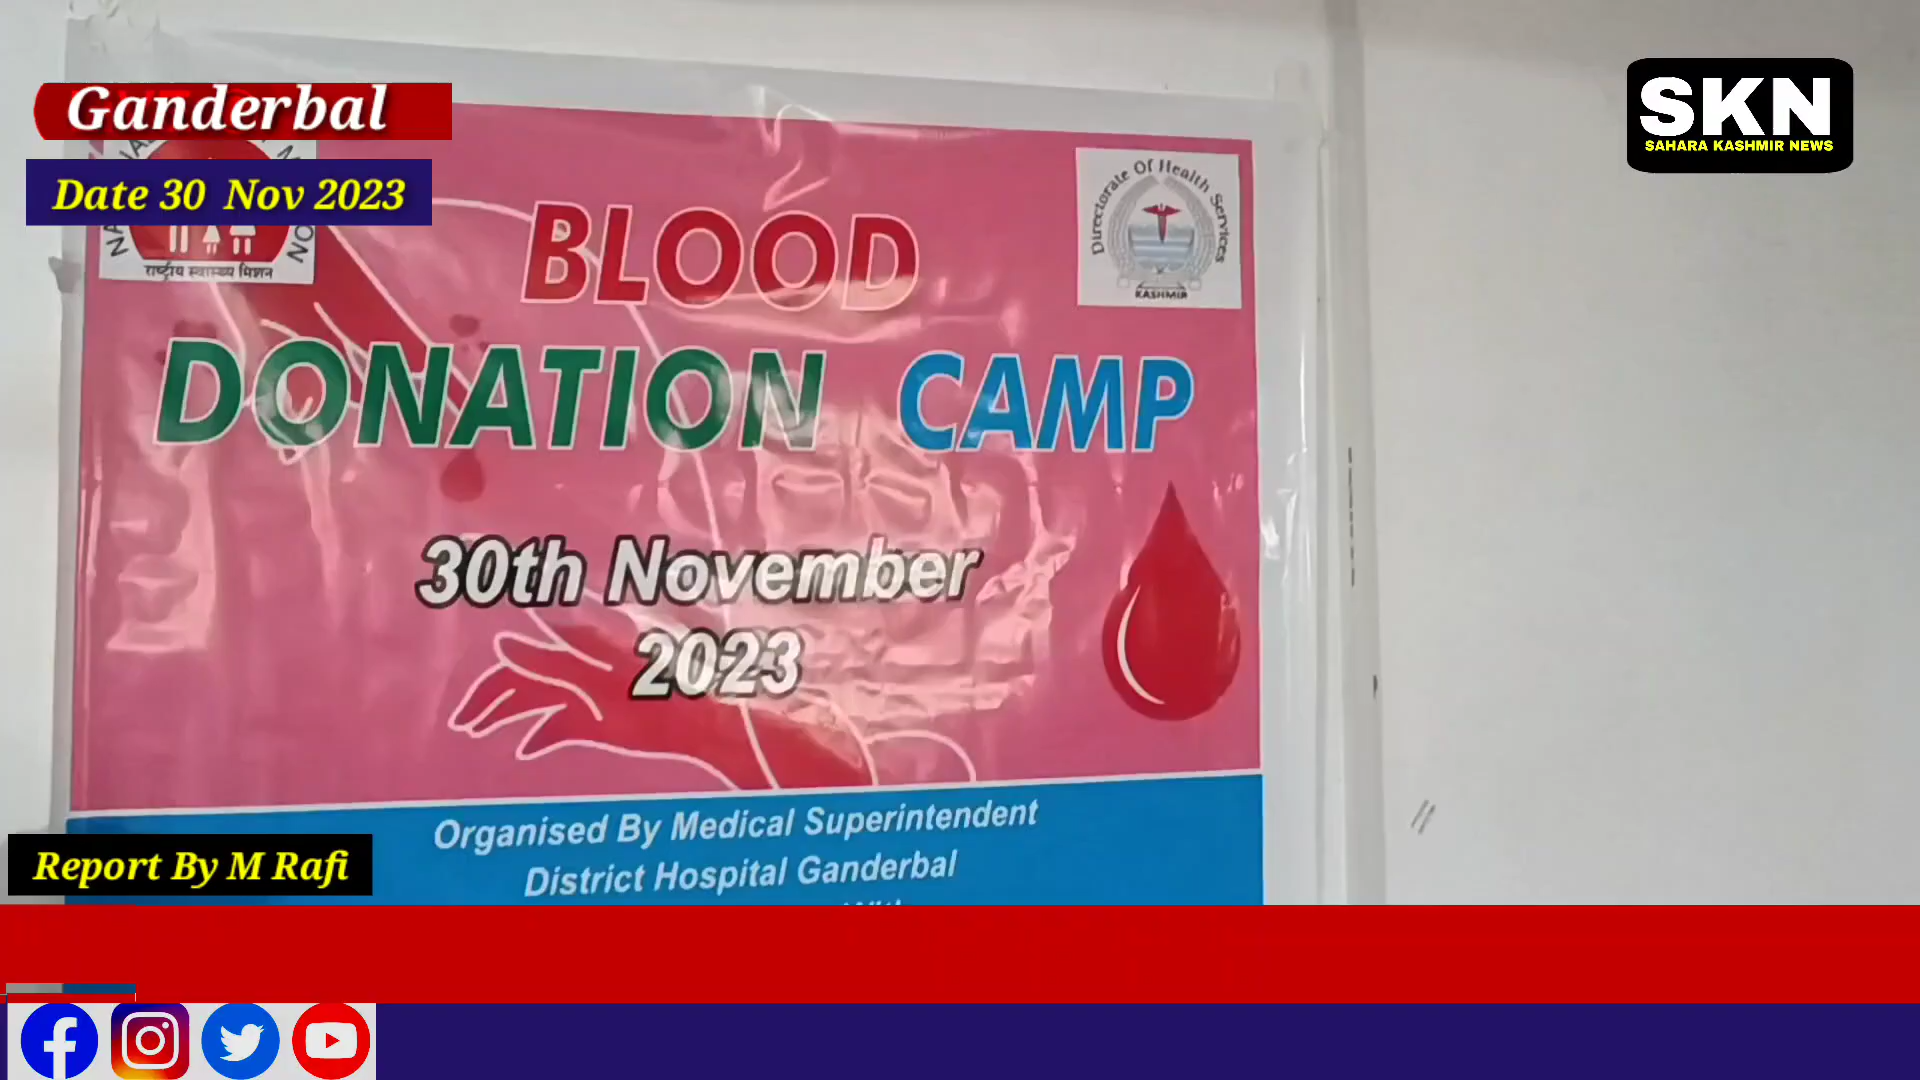 Ganderbal
Date 30 Nov 2023
SKN
SAHARA KASHMIR NEWS
राष्ट्रीय स्वास्थ्य मिशन
Directorate Of Health Services
KASHMIR
BLOOD
DONATION CAMP
30th November
2023
Organised By Medical Superintendent
District Hospital Ganderbal
Report By M Rafi